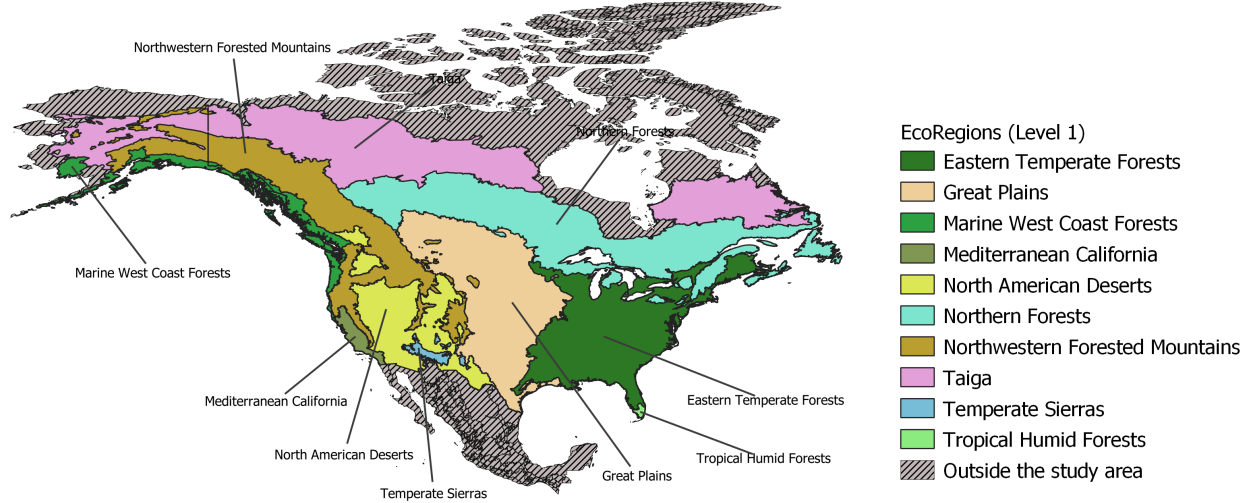 Northwestern Forested Mountains
Taiga
Northern Forests
Marine West Coast Forests
Mediterranean California
North American Deserts
Temperate Sierras
Great Plains
Tropical Humid Forests
Eastern Temperate Forests
EcoRegions (Level 1)
Eastern Temperate Forests
Great Plains
Marine West Coast Forests
Mediterranean California
North American Deserts
Northern Forests
Northwestern Forested Mountains
Taiga
Temperate Sierras
Tropical Humid Forests
Outside the study area